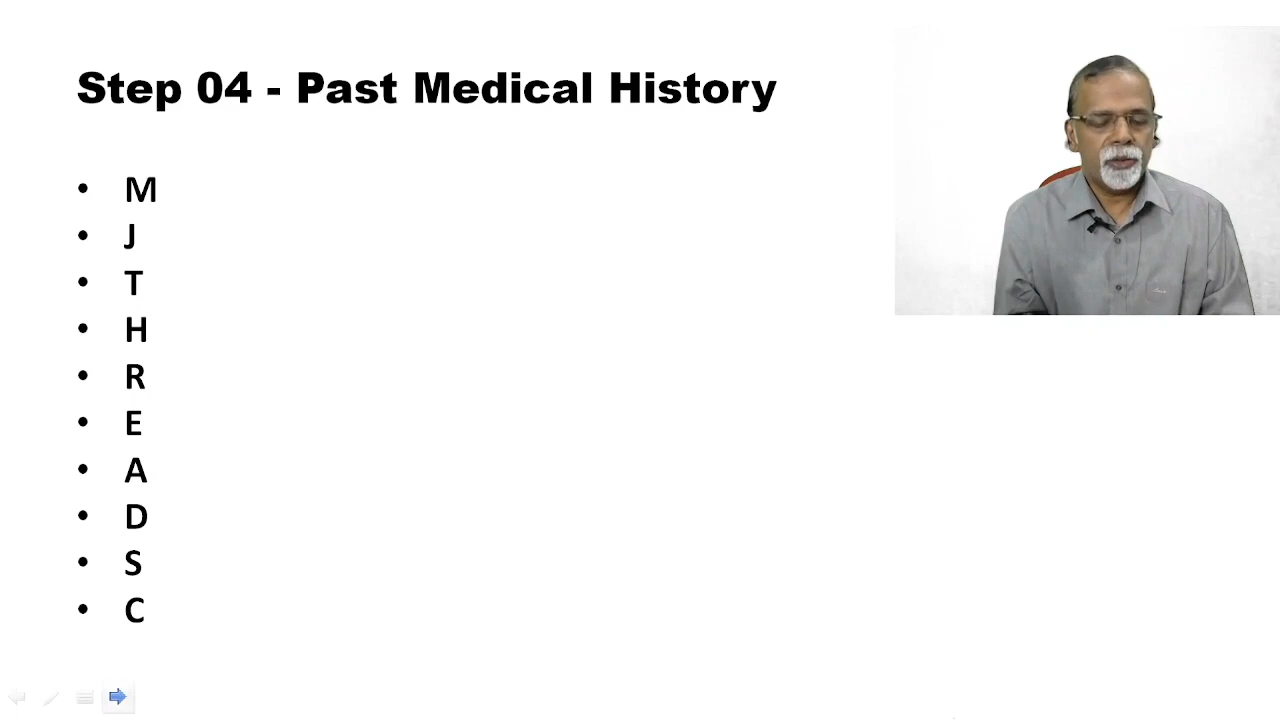 Step 04 - Past Medical History
• M
• J
• T
• H
• R
• E
• A
• D
• S
• C